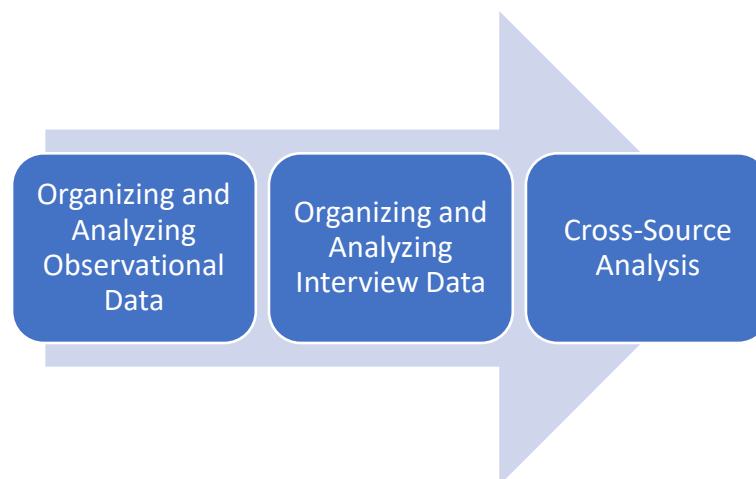 Organizing and
Analyzing
Observational
Data
Organizing and
Analyzing
Interview Data
Cross-Source
Analysis